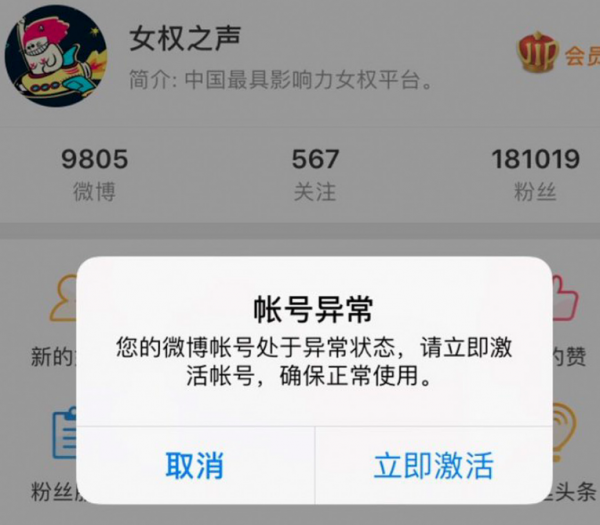 女权之声
简介: 中国最具影响力女权平台。
会员
9805
567
181019
微博
关注
粉丝
帐号异常
您的微博帐号处于异常状态，请立即激
活帐号，确保正常使用。
新的
的赞
取消
立即激活
粉丝
头条